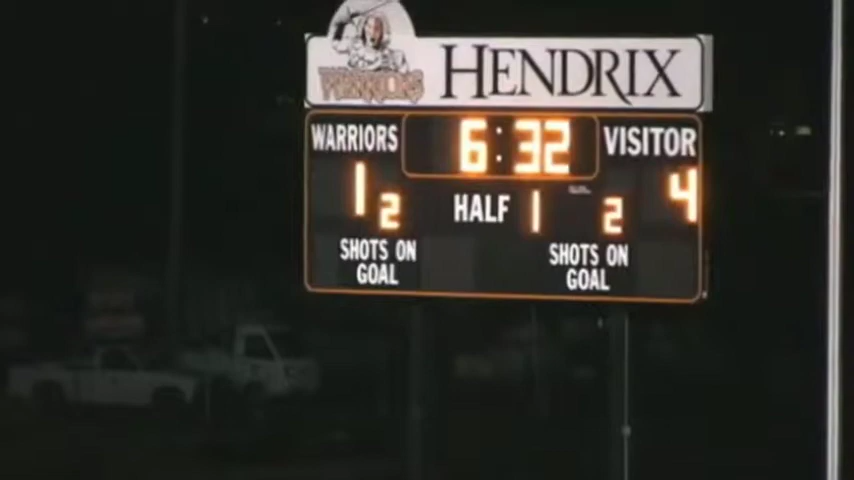 WARRIORS HENDRIX
WARRIORS 6:32 VISITOR
1 2 HALF 1 2 4
SHOTS ON GOAL SHOTS ON GOAL